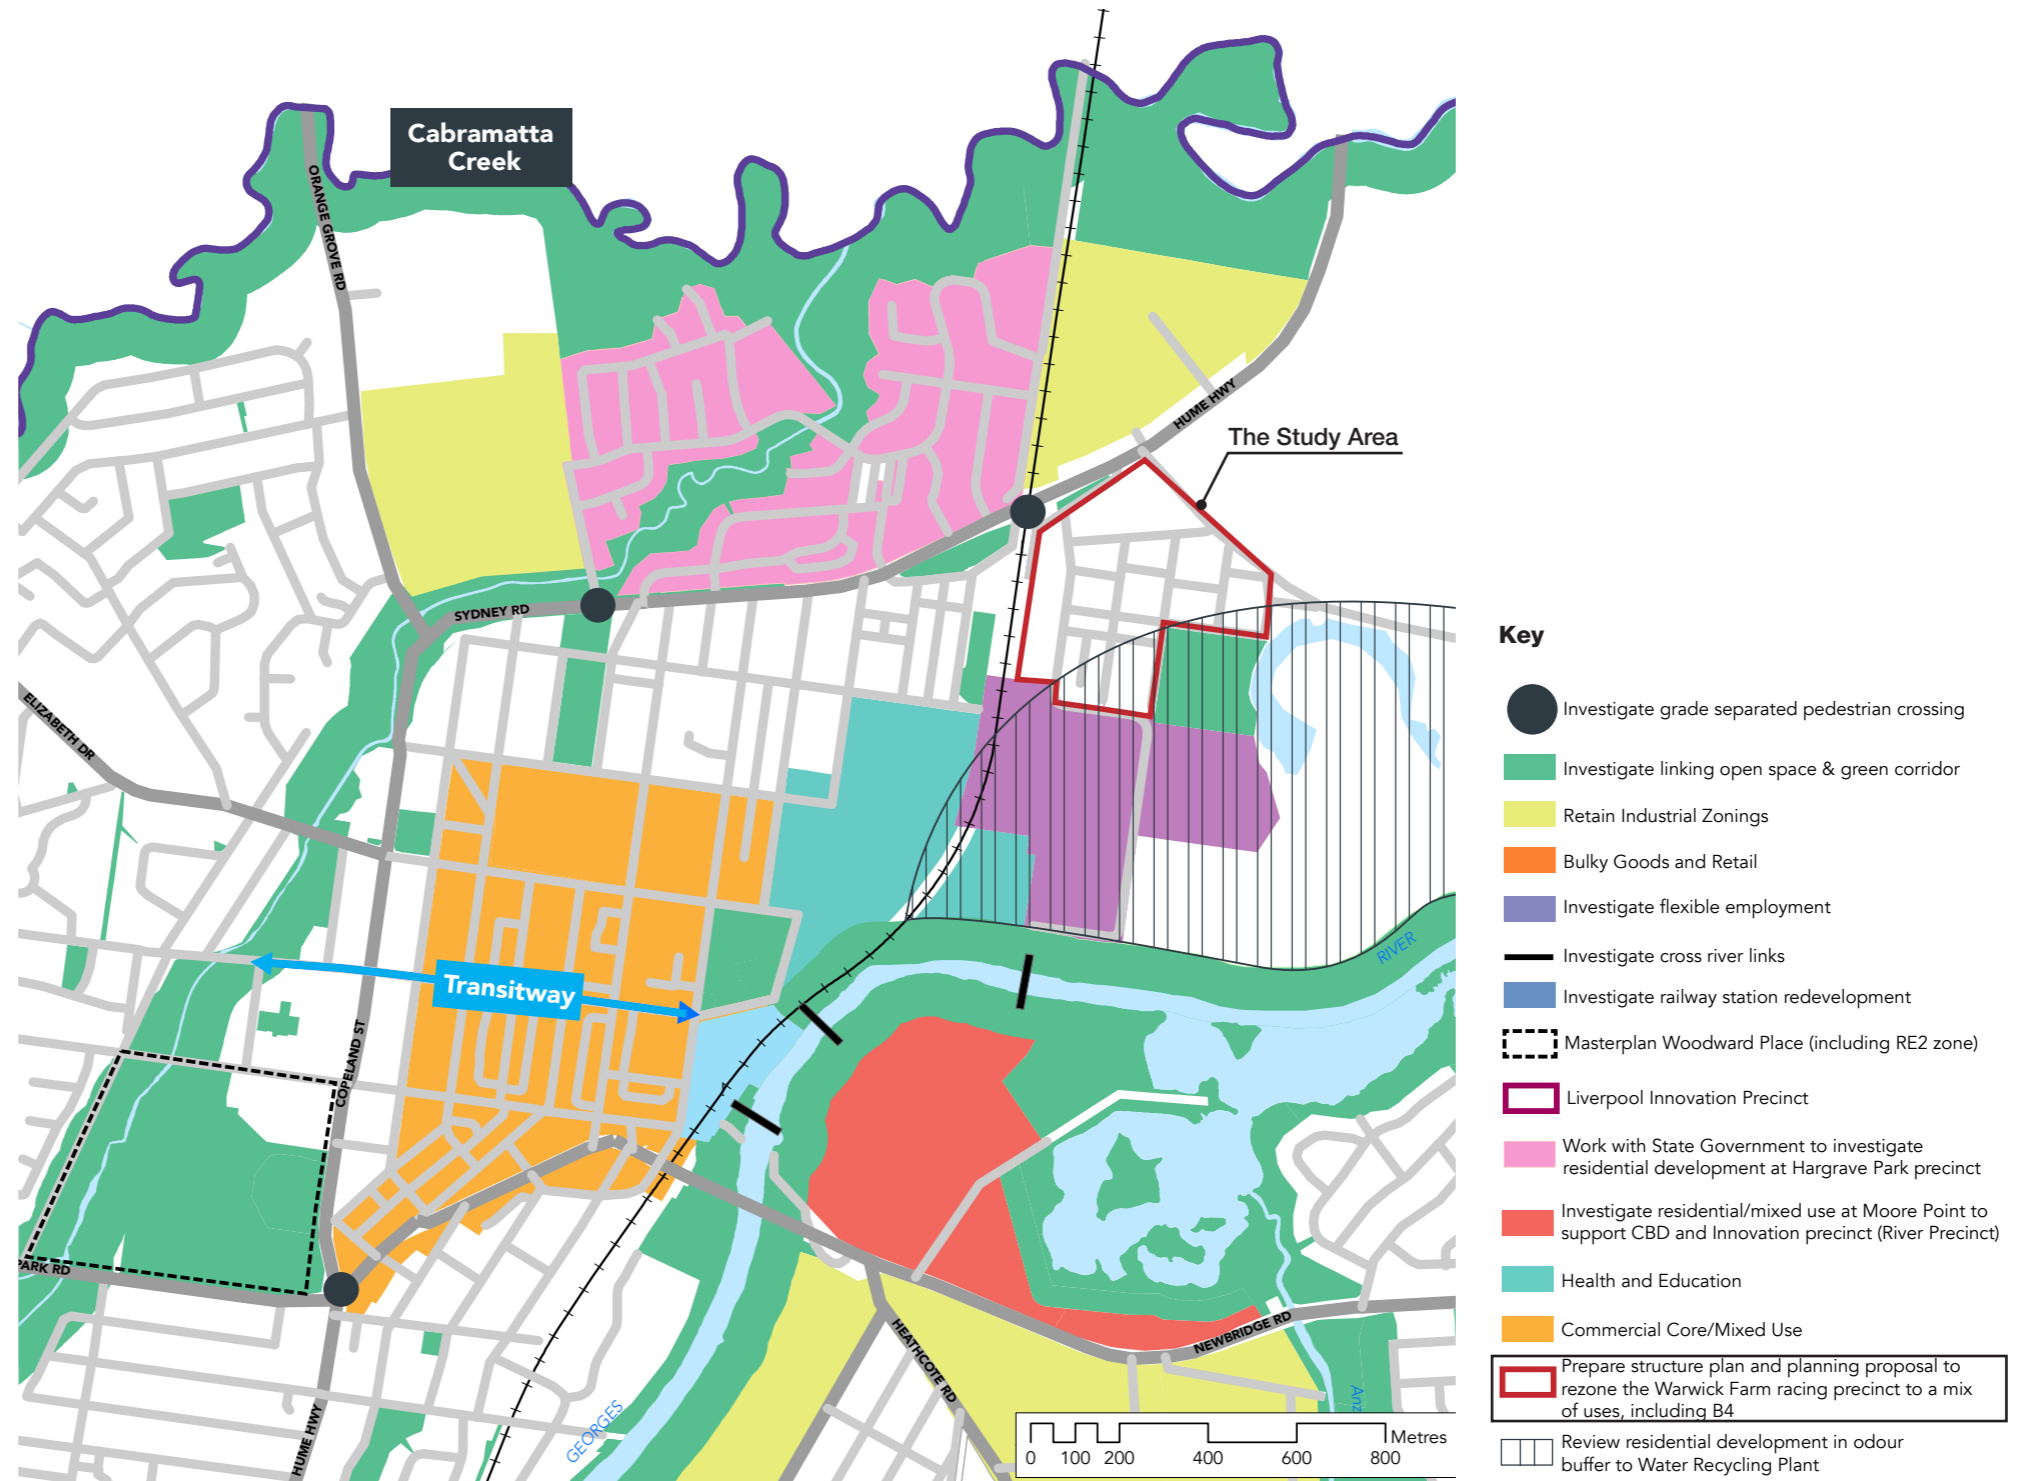 Cabramatta
Creek
ORANGE GROVE RD
HUME HWY
The Study Area
SYDNEY RD
ELIZABETH DR
RIVER
Transitway
COPELAND ST
PARK RD
NEWBRIDGE RD
HEATHCOTE RD
HUME HWY
GEORGES
Anz
Metres
0 100 200 400 600 800
Key
Investigate grade separated pedestrian crossing
Investigate linking open space & green corridor
Retain Industrial Zonings
Bulky Goods and Retail
Investigate flexible employment
Investigate cross river links
Investigate railway station redevelopment
Masterplan Woodward Place (including RE2 zone)
Liverpool Innovation Precinct
Work with State Government to investigate
residential development at Hargrave Park precinct
Investigate residential/mixed use at Moore Point to
support CBD and Innovation precinct (River Precinct)
Health and Education
Commercial Core/Mixed Use
Prepare structure plan and planning proposal to
rezone the Warwick Farm racing precinct to a mix
of uses, including B4
Review residential development in odour
buffer to Water Recycling Plant